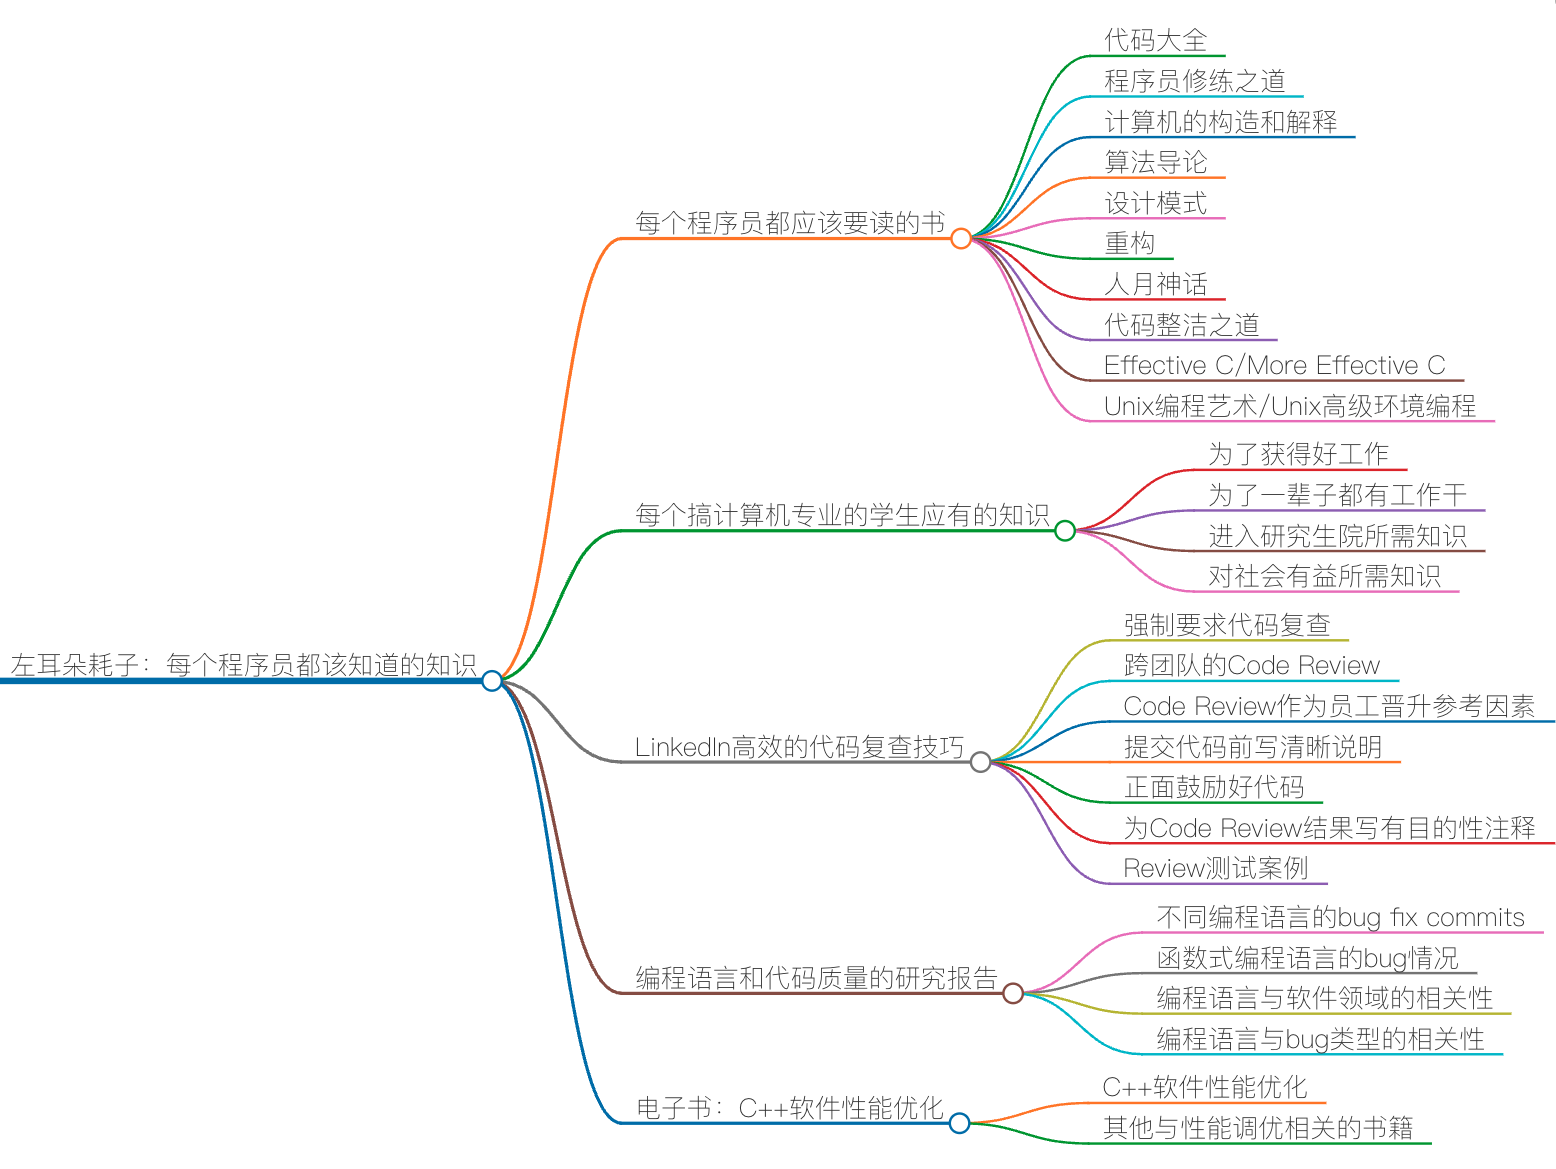 左耳朵耗子：每个程序员都该知道的知识
每个程序员都应该要读的书
代码大全
程序员修练之道
计算机的构造和解释
算法导论
设计模式
重构
人月神话
代码整洁之道
Effective C/More Effective C
Unix编程艺术/Unix高级环境编程
每个搞计算机专业的学生应有的知识
为了获得好工作
为了一辈子都有工作干
进入研究生院所需知识
对社会有益所需知识
LinkedIn高效的代码复查技巧
强制要求代码复查
跨团队的Code Review
Code Review作为员工晋升参考因素
提交代码前写清晰说明
正面鼓励好代码
为Code Review结果写有目的性注释
Review测试案例
编程语言和代码质量的研究报告
不同编程语言的bug fix commits
函数式编程语言的bug情况
编程语言与软件领域的相关性
编程语言与bug类型的相关性
电子书：C++软件性能优化
C++软件性能优化
其他与性能调优相关的书籍